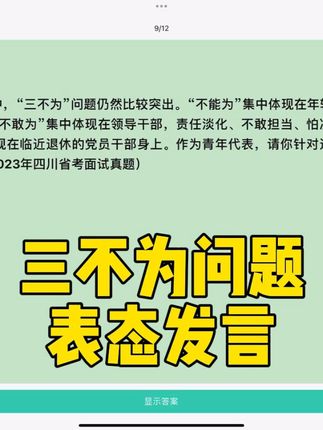 9/12
中，“三不为”问题仍然比较突出。“不能为”集中体现在年轻
不敢为”集中体现在领导干部，责任淡化、不敢担当、怕
现在临近退休的党员干部身上。作为青年代表，请你针对
023年四川省考面试真题）
三不为问题
表态发言
显示答案